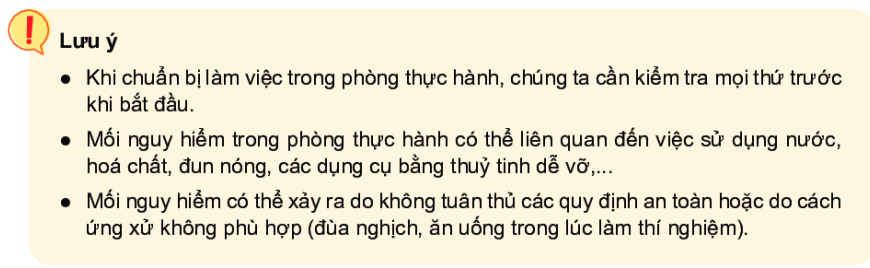 Lưu ý
• Khi chuẩn bị làm việc trong phòng thực hành, chúng ta cần kiểm tra mọi thứ trước
khi bắt đầu.
• Mối nguy hiểm trong phòng thực hành có thể liên quan đến việc sử dụng nước,
hoá chất, đun nóng, các dụng cụ bằng thuỷ tinh dễ vỡ,...
• Mối nguy hiểm có thể xảy ra do không tuân thủ các quy định an toàn hoặc do cách
ứng xử không phù hợp (đùa nghịch, ăn uống trong lúc làm thí nghiệm).